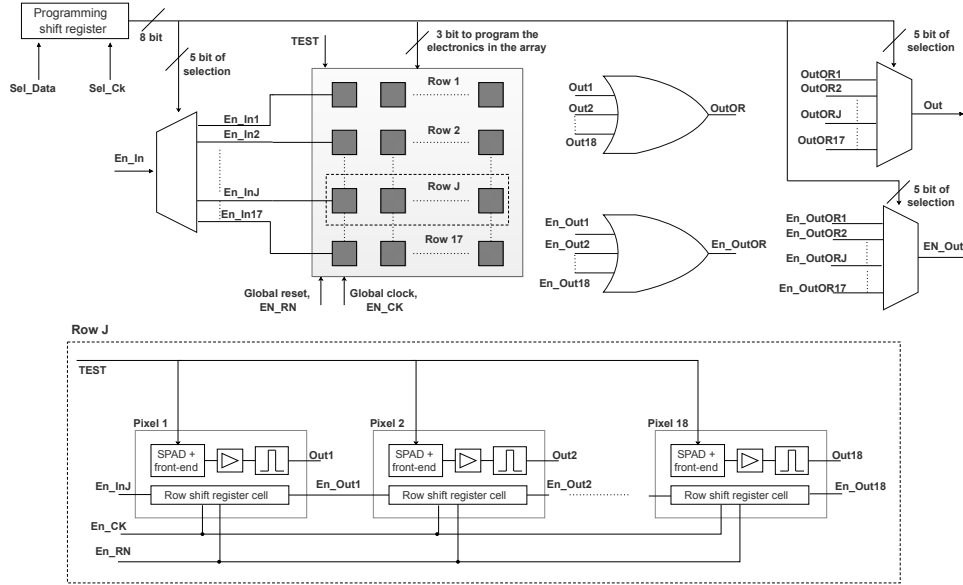 Programming
shift register
8 bit
Sel_Data
Sel_Ck
5 bit of
selection
TEST
3 bit to program the
electronics in the array
En_In
En_In1
En_In2
En_InJ
En_In17
Row 1
Row 2
Row J
Row 17
Global reset,
EN_RN
Global clock,
EN_CK
Out1
Out2
Out18
OutOR
En_Out1
En_Out2
En_Out18
En_OutOR
5 bit of
selection
OutOR1
OutOR2
OutORJ
OutOR17
Out
5 bit of
selection
En_OutOR1
En_OutOR2
En_OutORJ
En_OutOR17
EN_Out
Row J
TEST
Pixel 1
SPAD +
front-end
Out1
En_InJ
Row shift register cell
En_Out1
Pixel 2
SPAD +
front-end
Out2
Row shift register cell
En_Out2
Pixel 18
SPAD +
front-end
Out18
Row shift register cell
En_Out18
En_CK
En_RN